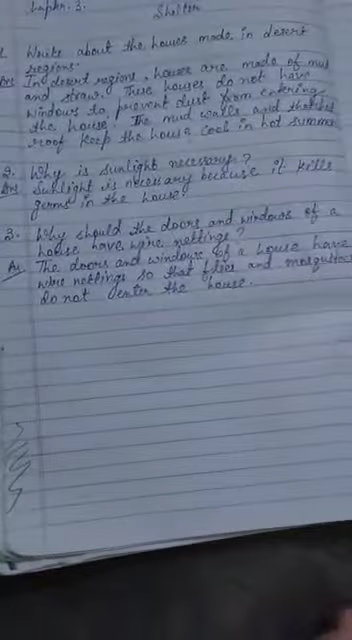 Chapter. 3. Shelter
1 Write about the houses made in desert
regions.
Ans In desert regions, houses are made of mud
and straw. These houses do not have
windows to prevent dust from entering
the house. The mud walls and thatched
roof keep the house cool in hot summer
2. Why is sunlight necessary?
Ans Sunlight is necessary because it kills
germs in the house.
3. Why should the doors and windows of a
house have wire nettings?
As. The doors and windows of a house have
wire nettings so that flies and mosquitoes
do not enter the house.